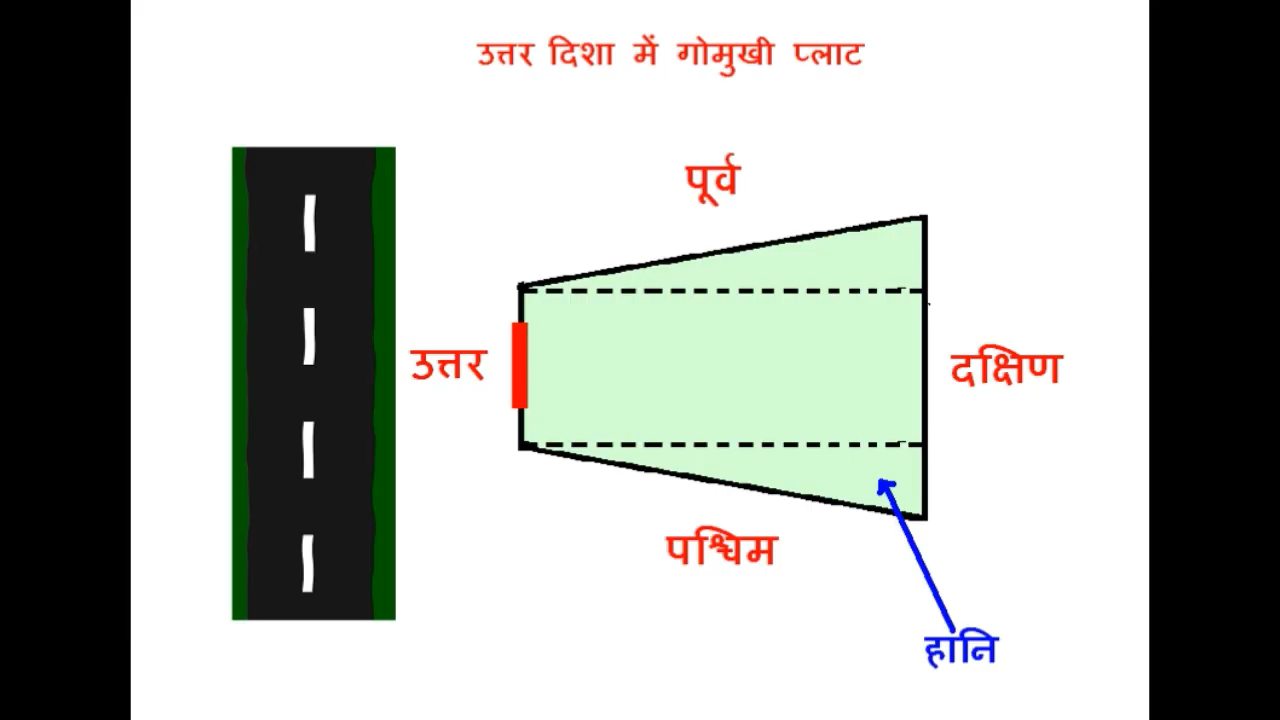 उत्तर दिशा में गोमुखी प्लाट
पूर्व
उत्तर
दक्षिण
पश्चिम
हानि